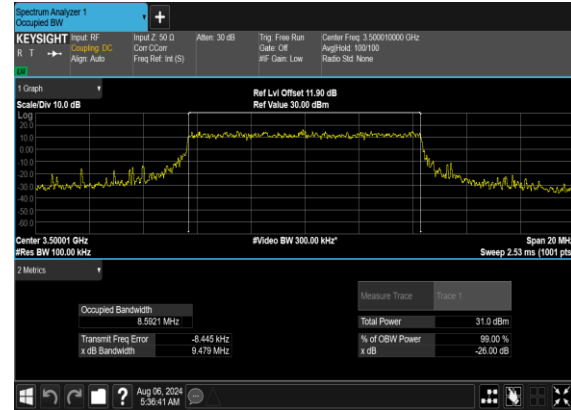 Spectrum Analyzer 1
Occupied BW
KEYSIGHT Input: RF Input Z: 50 Ω Atten: 30 dB Trig: Free Run Center Freq: 3.500010000 GHz
R T Coupling: DC Corr CCorr Gate: Off Avg|Hold: 100/100
Align: Auto Freq Ref: Int (S) #IF Gain: Low Radio Std: None
LU
1 Graph
Ref Lvl Offset 11.90 dB
Scale/Div 10.0 dB Ref Value 30.00 dBm
Log
20.0
10.0
0.00
-10.0
-20.0
-30.0
-40.0
-50.0
-60.0
Center 3.50001 GHz #Video BW 300.00 kHz* Span 20 MHz
#Res BW 100.00 kHz Sweep 2.53 ms (1001 pts
2 Metrics
Measure Trace Trace 1
Occupied Bandwidth
8.5921 MHz Total Power 31.0 dBm
Transmit Freq Error -8.445 kHz % of OBW Power 99.00 %
x dB Bandwidth 9.479 MHz x dB -26.00 dB
? Aug 06, 2024
5:36:41 AM